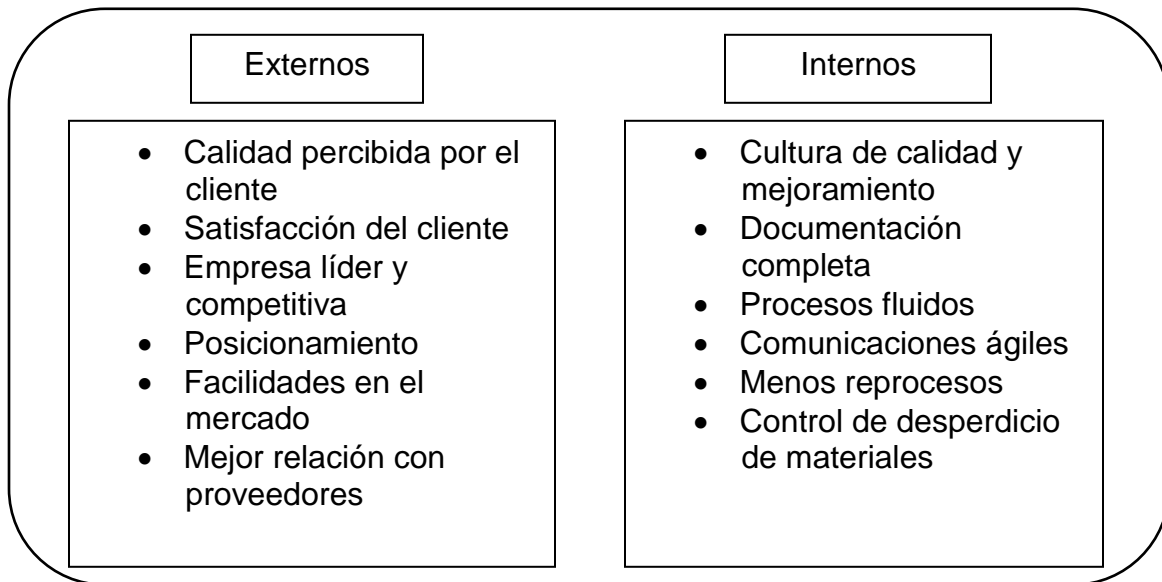 Externos
• Calidad percibida por el
cliente
• Satisfacción del cliente
• Empresa líder y
competitiva
• Posicionamiento
• Facilidades en el
mercado
• Mejor relación con
proveedores
Internos
• Cultura de calidad y
mejoramiento
• Documentación
completa
• Procesos fluidos
• Comunicaciones ágiles
• Menos reprocesos
• Control de desperdicio
de materiales